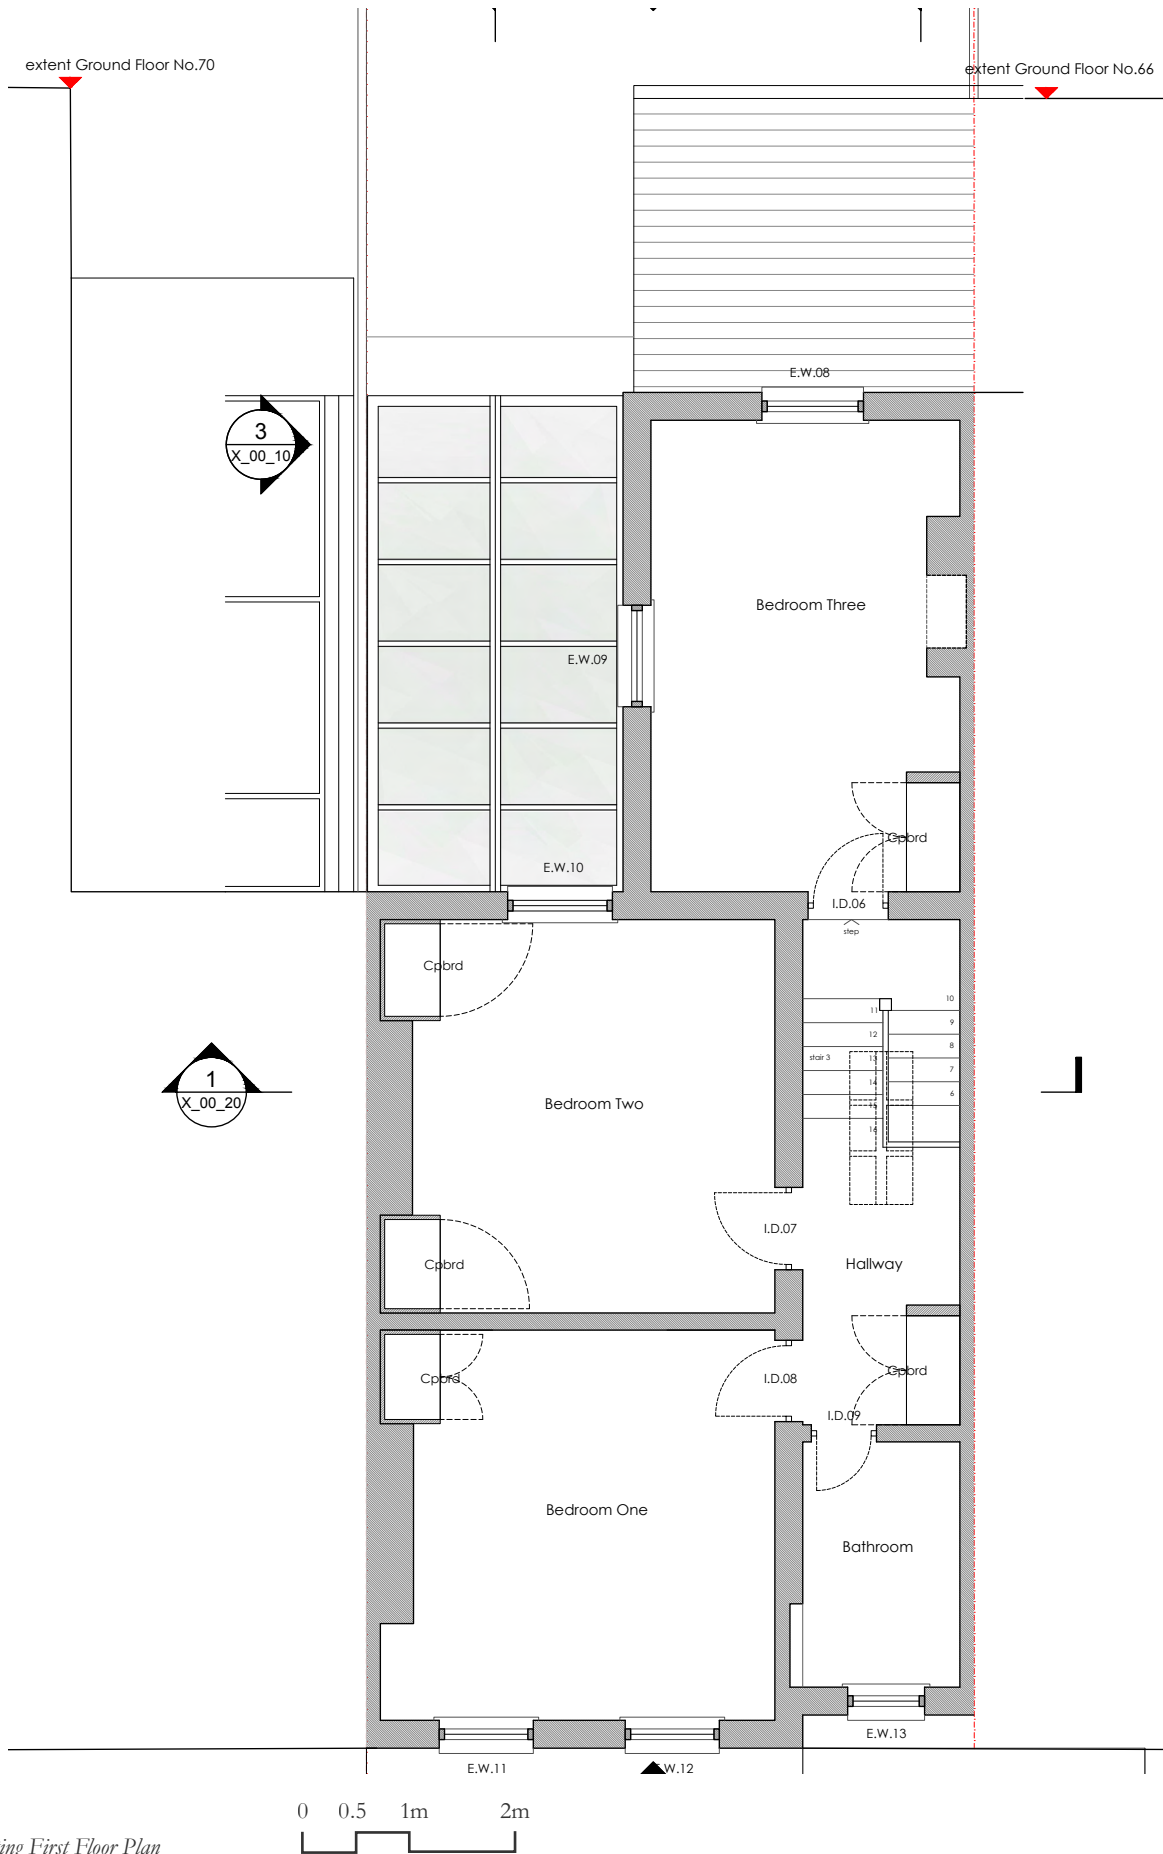 extent Ground Floor No.70
extent Ground Floor No.66
E.W.08
3
X_00_10
Bedroom Three
E.W.09
Cpbrd
E.W.10
I.D.06
step
Cpbrd
10
11
9
12
8
stair 3
13
7
14
6
15
16
1
X_00_20
Bedroom Two
I.D.07
Hallway
Cpbrd
Cpbrd
Cpbrd
I.D.08
I.D.09
Bedroom One
Bathroom
E.W.13
E.W.11
W.12
0 0.5 1m 2m
ing First Floor Plan